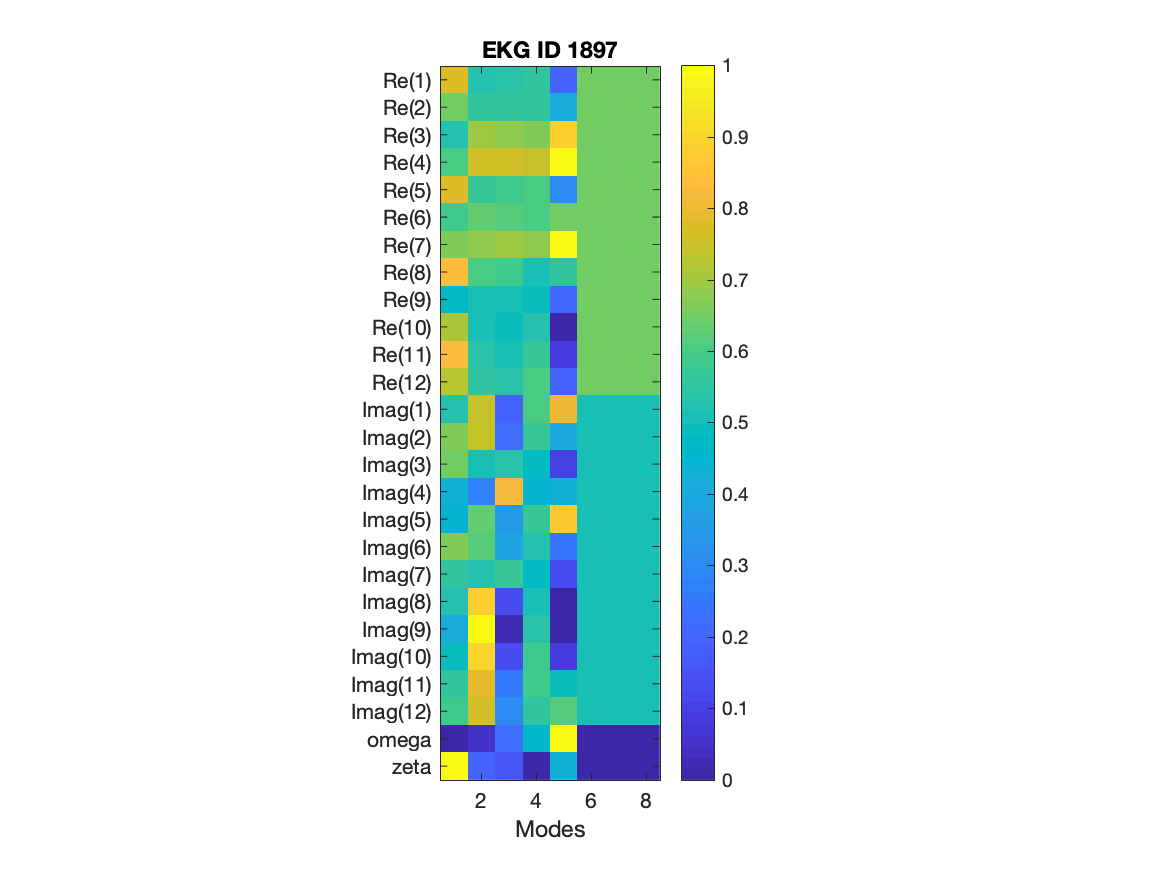 EKG ID 1897
Re(1)
Re(2)
Re(3)
Re(4)
Re(5)
Re(6)
Re(7)
Re(8)
Re(9)
Re(10)
Re(11)
Re(12)
Imag(1)
Imag(2)
Imag(3)
Imag(4)
Imag(5)
Imag(6)
Imag(7)
Imag(8)
Imag(9)
Imag(10)
Imag(11)
Imag(12)
omega
zeta
2 4 6 8
Modes
1
0.9
0.8
0.7
0.6
0.5
0.4
0.3
0.2
0.1
0